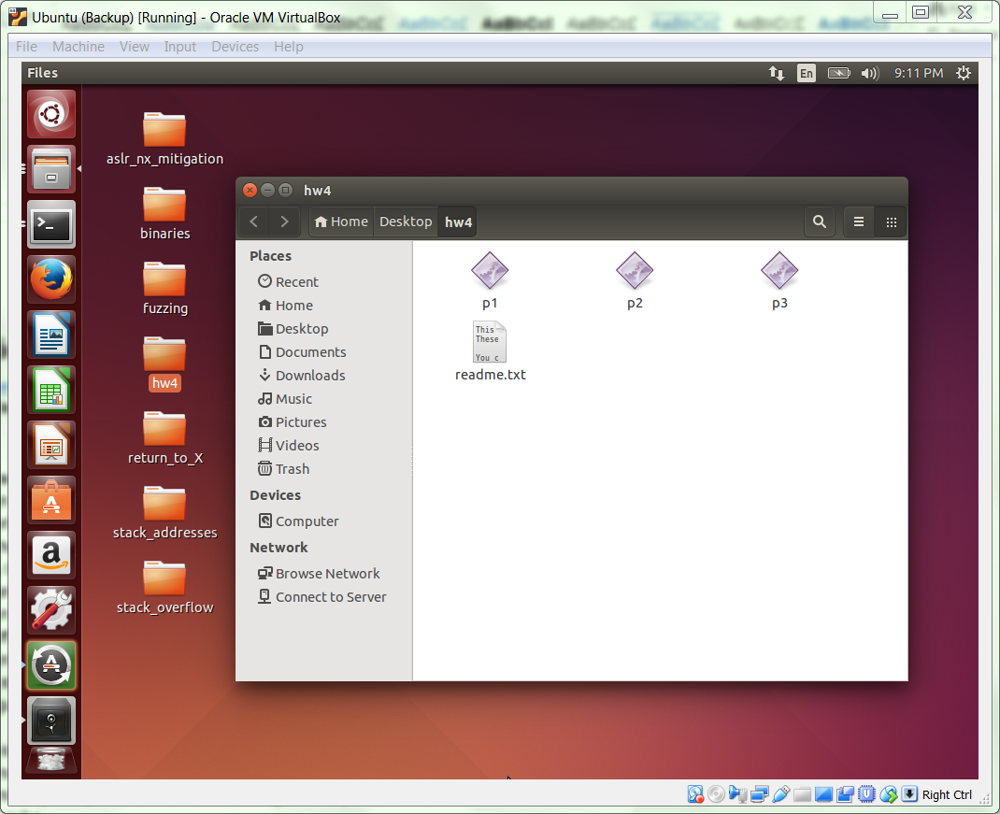 Ubuntu (Backup) [Running] - Oracle VM VirtualBox
File Machine View Input Devices Help
Files
En
9:11 PM
aslr_nx_mitigation
binaries
fuzzing
hw4
return_to_X
stack_addresses
stack_overflow
hw4
Home Desktop hw4
Places
Recent
Home
Desktop
Documents
Downloads
Music
Pictures
Videos
Trash
Devices
Computer
Network
Browse Network
Connect to Server
p1 p2 p3
This
These
You c
readme.txt
Right Ctrl